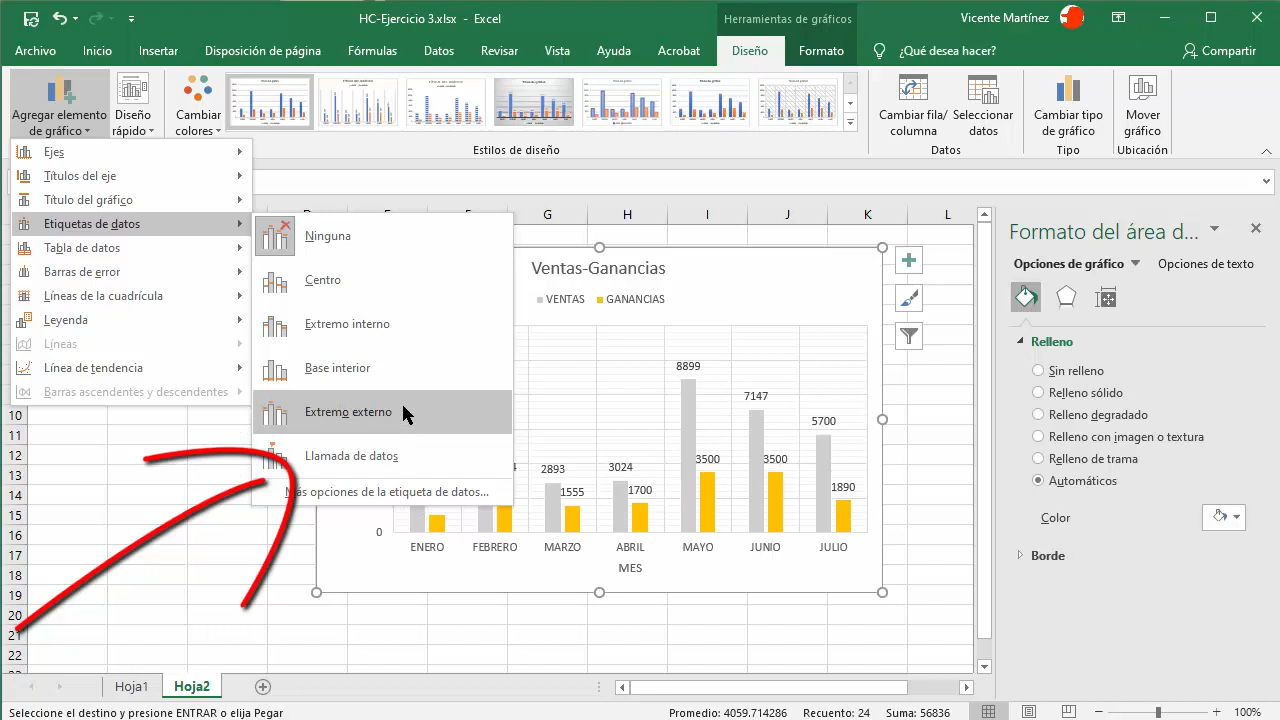 HC-Ejercicio 3.xlsx - Excel
Herramientas de gráficos
Vicente Martínez
Archivo
Inicio
Insertar
Disposición de página
Fórmulas
Datos
Revisar
Vista
Ayuda
Acrobat
Diseño
Formato
¿Qué desea hacer?
Compartir
Agregar elemento
de gráfico
Diseño
rápido
Cambiar
colores
Cambiar fila/
columna
Seleccionar
datos
Cambiar tipo
de gráfico
Mover
gráfico
Estilos de diseño
Datos
Tipo
Ubicación
Ejes
Títulos del eje
Título del gráfico
Etiquetas de datos
Tabla de datos
Barras de error
Líneas de la cuadrícula
Leyenda
Líneas
Línea de tendencia
Barras ascendentes y descendentes
Ninguna
Centro
Extremo interno
Base interior
Extremo externo
Llamada de datos
Más opciones de la etiqueta de datos...
G
H
I
J
K
L
10
11
12
13
14
15
16
17
18
19
20
21
22
Ventas-Ganancias
VENTAS
GANANCIAS
8899
7147
5700
2893
3024
3500
3500
1555
1700
1890
0
ENERO
FEBRERO
MARZO
ABRIL
MAYO
JUNIO
JULIO
MES
Formato del área d...
Opciones de gráfico
Opciones de texto
Relleno
Sin relleno
Relleno sólido
Relleno degradado
Relleno con imagen o textura
Relleno de trama
Automáticos
Color
Borde
Hoja1
Hoja2
Seleccione el destino y presione ENTRAR o elija Pegar
Promedio: 4059.714286
Recuento: 24
Suma: 56836
100%